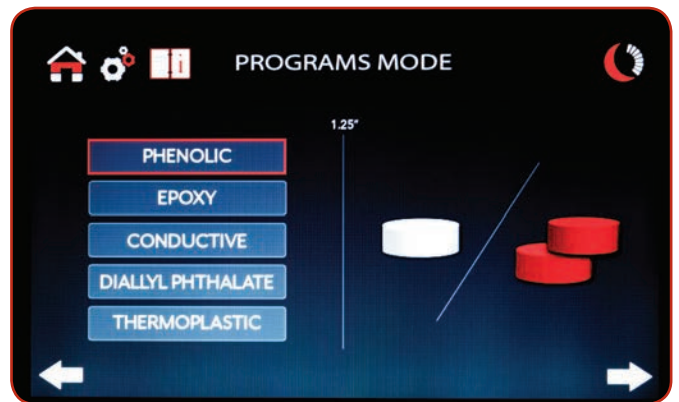 PROGRAMS MODE
1.25"
PHENOLIC
EPOXY
CONDUCTIVE
DIALLYL PHTHALATE
THERMOPLASTIC